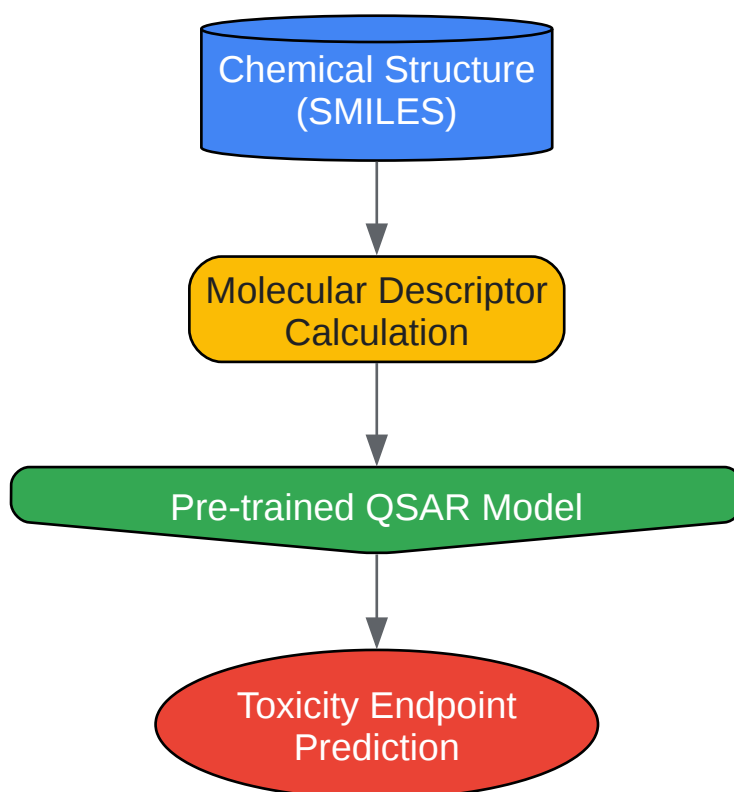 Chemical Structure
(SMILES)
Molecular Descriptor
Calculation
Pre-trained QSAR Model
Toxicity Endpoint
Prediction